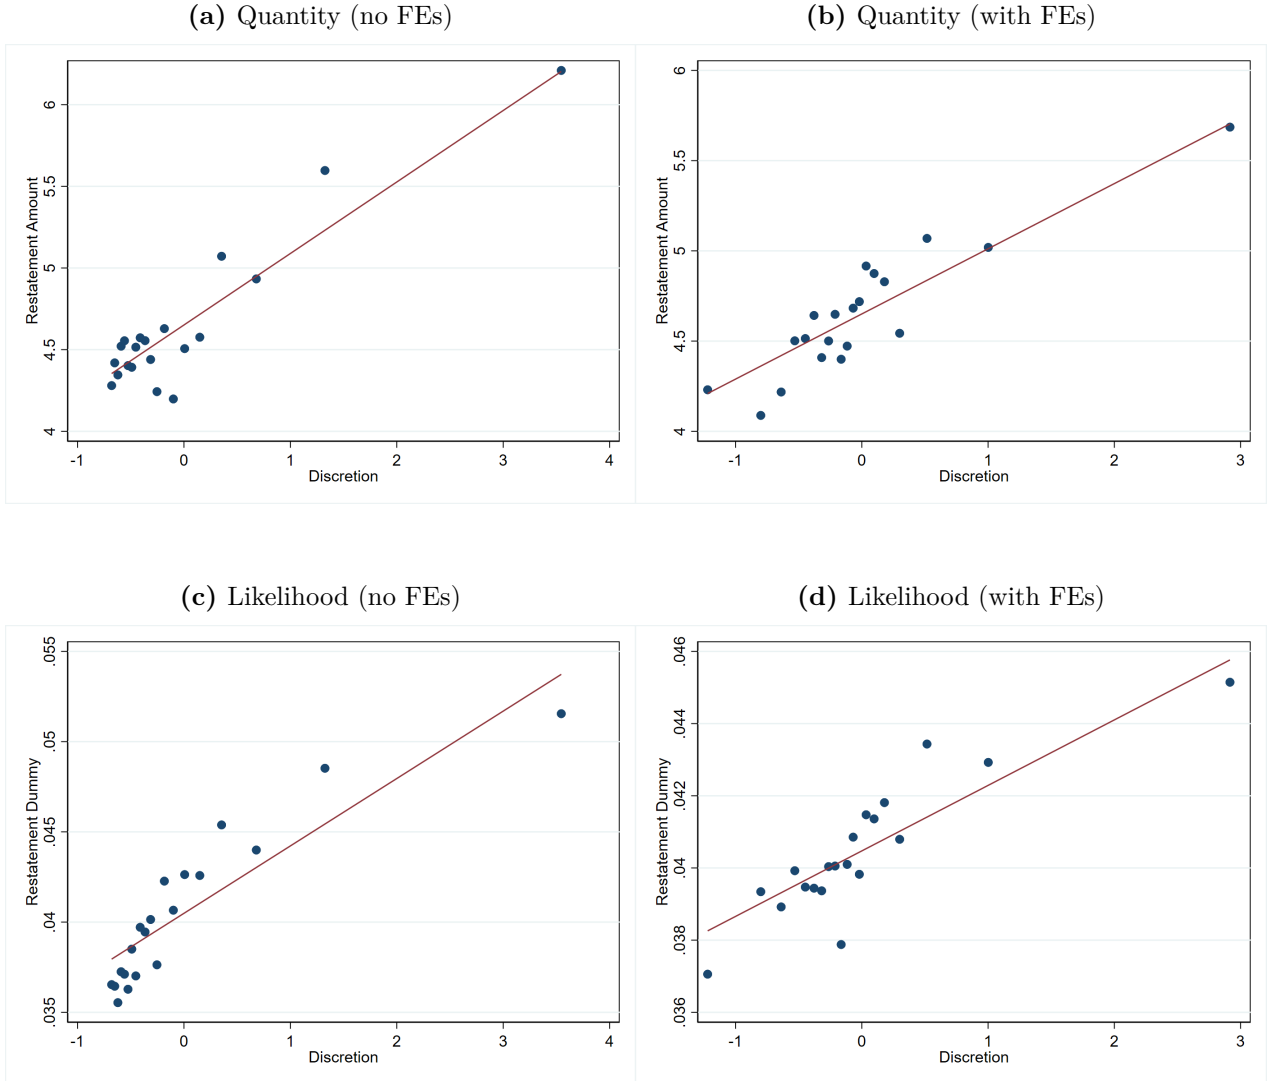 (a) Quantity (no FEs)
Restatement Amount
6
5.5
5
4.5
4
-1 0 1 2 3 4
Discretion
(b) Quantity (with FEs)
Restatement Amount
6
5.5
5
4.5
4
-1 0 1 2 3
Discretion
(c) Likelihood (no FEs)
Restatement Dummy
.055
.05
.045
.04
.035
-1 0 1 2 3 4
Discretion
(d) Likelihood (with FEs)
Restatement Dummy
.046
.044
.042
.04
.038
.036
-1 0 1 2 3
Discretion